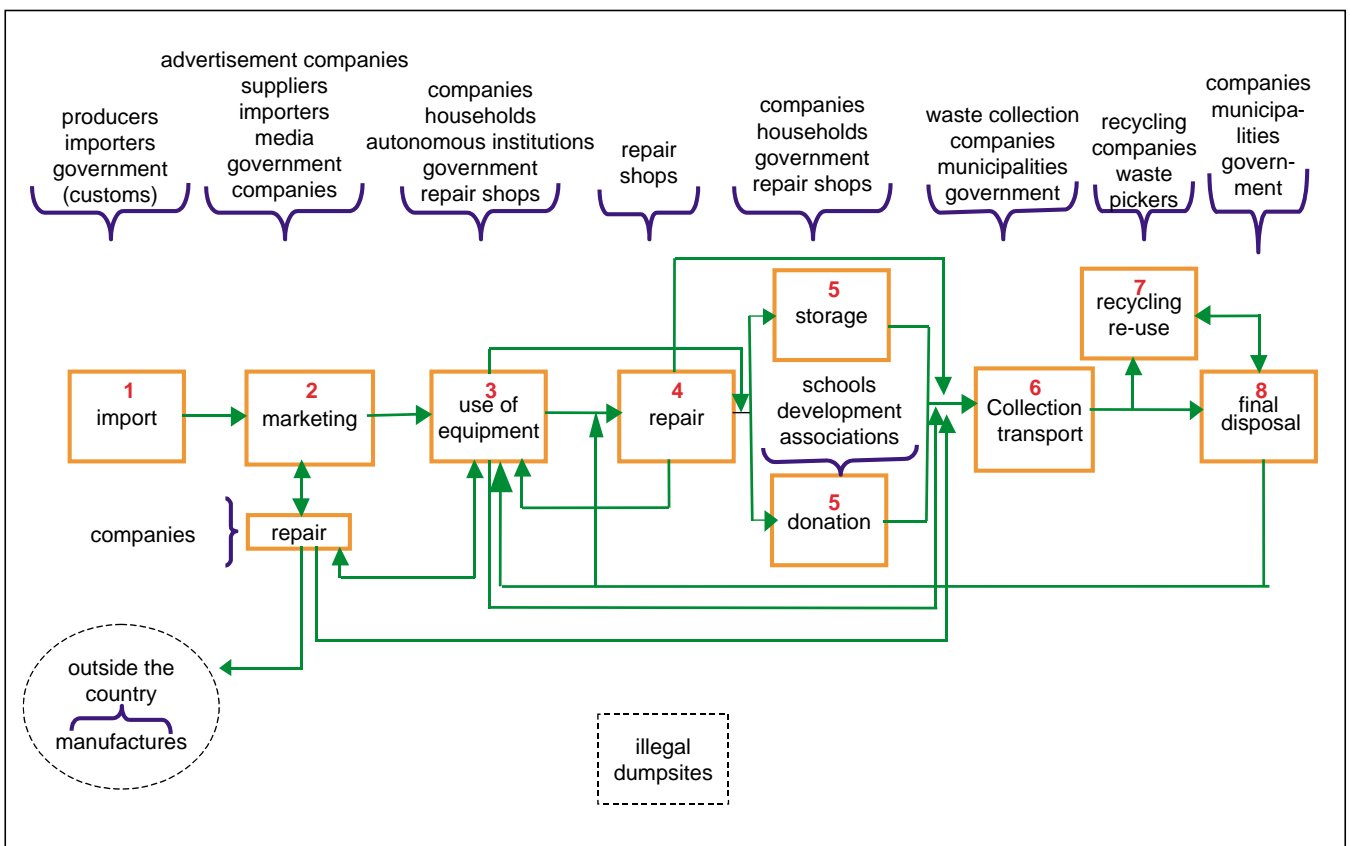 producers
importers
government
(customs)
advertisement companies
suppliers
importers
media
government
companies
companies
households
autonomous institutions
government
repair shops
repair
shops
companies
households
government
repair shops
waste collection
companies
municipalities
government
recycling
companies
waste
pickers
companies
municipa-
lities
govern-
ment
1
import
2
marketing
3
use of
equipment
4
repair
5
storage
schools
development
associations
5
donation
6
Collection
transport
7
recycling
re-use
8
final
disposal
companies
repair
outside the
country
manufactures
illegal
dumpsites